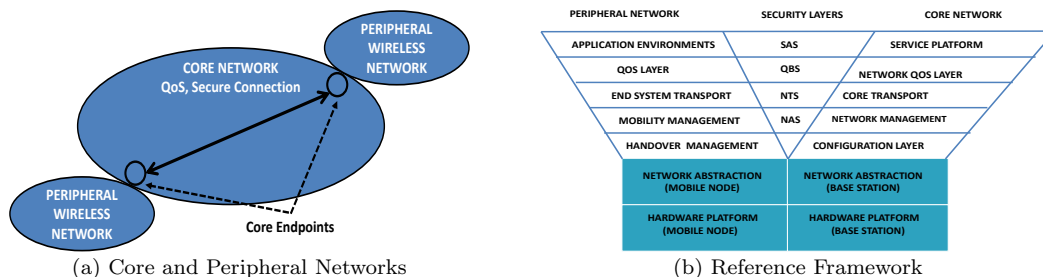 PERIPHERAL
WIRELESS
NETWORK
CORE NETWORK
QoS, Secure Connection
PERIPHERAL
WIRELESS
NETWORK
Core Endpoints
(a) Core and Peripheral Networks
PERIPHERAL NETWORK SECURITY LAYERS CORE NETWORK
APPLICATION ENVIRONMENTS SAS SERVICE PLATFORM
QOS LAYER QBS NETWORK QOS LAYER
END SYSTEM TRANSPORT NTS CORE TRANSPORT
MOBILITY MANAGEMENT NAS NETWORK MANAGEMENT
HANDOVER MANAGEMENT CONFIGURATION LAYER
NETWORK ABSTRACTION
(MOBILE NODE)
NETWORK ABSTRACTION
(BASE STATION)
HARDWARE PLATFORM
(MOBILE NODE)
HARDWARE PLATFORM
(BASE STATION)
(b) Reference Framework